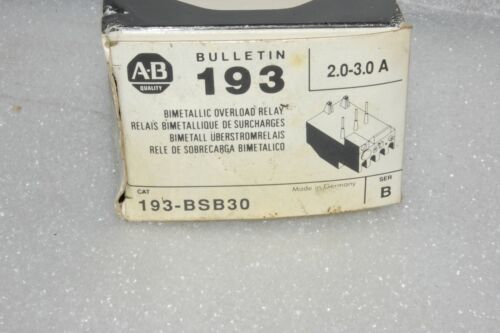 A-B
QUALITY
BULLETIN
193
2.0-3.0 A
BIMETALLIC OVERLOAD RELAY
RELAIS BIMETALLIQUE DE SURCHARGES
BIMETALL ÜBERSTROMRELAIS
RELE DE SOBRECARGA BIMETALICO
CAT
193-BSB30
Made in Germany
SER
B